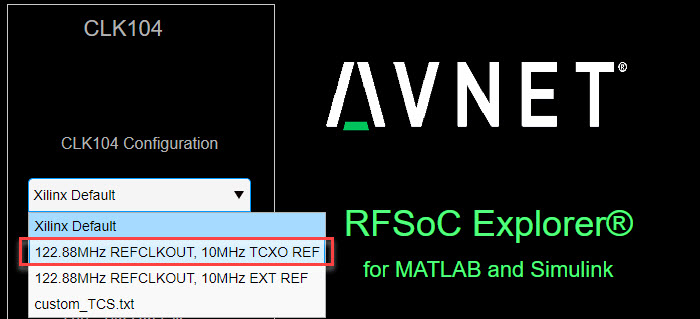 CLK104
AVNET®
CLK104 Configuration
Xilinx Default
Xilinx Default
122.88MHz REFCLKOUT, 10MHz TCXO REF
122.88MHz REFCLKOUT, 10MHz EXT REF
custom_TCS.txt
RFSoC Explorer®
for MATLAB and Simulink